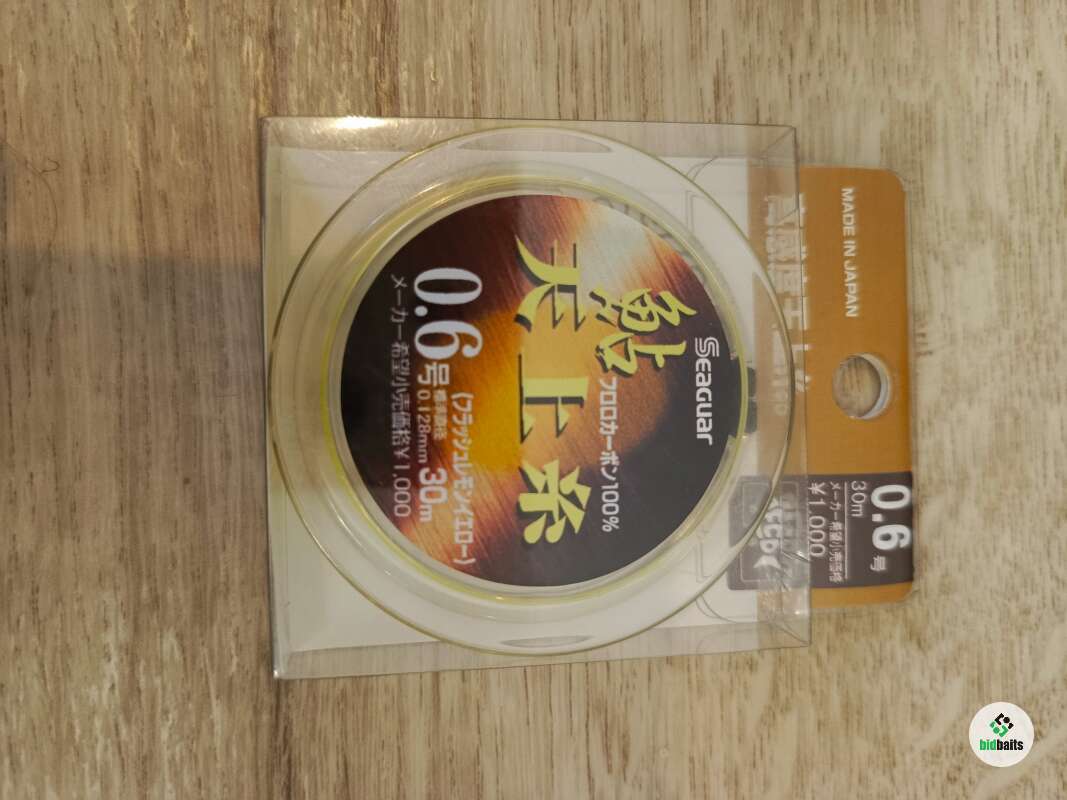 MADE IN JAPAN
0.6号
30m
メーカー希望小売価格
¥1,000
Seaguar
フロロカーボン100%
鮎
天上糸
(フラッシュレモンイエロー)
0.6号 標準直径 0.128mm 30m
メーカー希望小売価格¥1,000
bidbaits